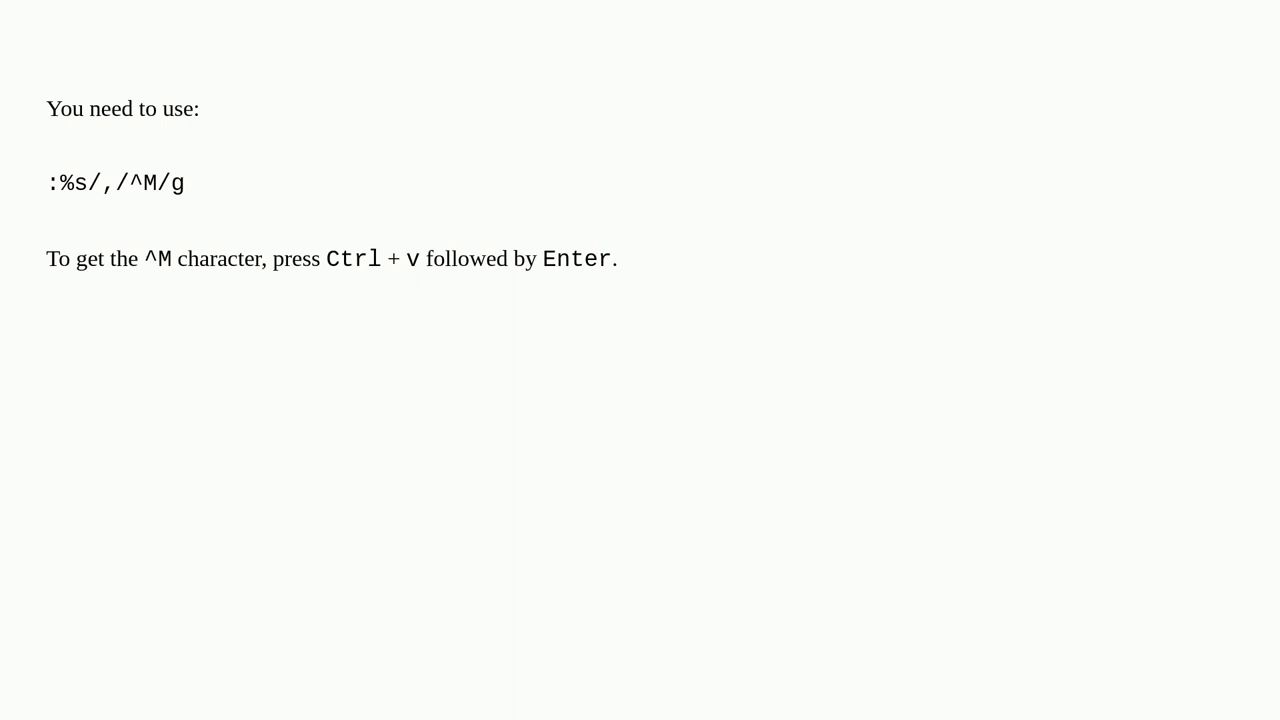 You need to use:
:%s/,/^M/g
To get the ^M character, press Ctrl + v followed by Enter.